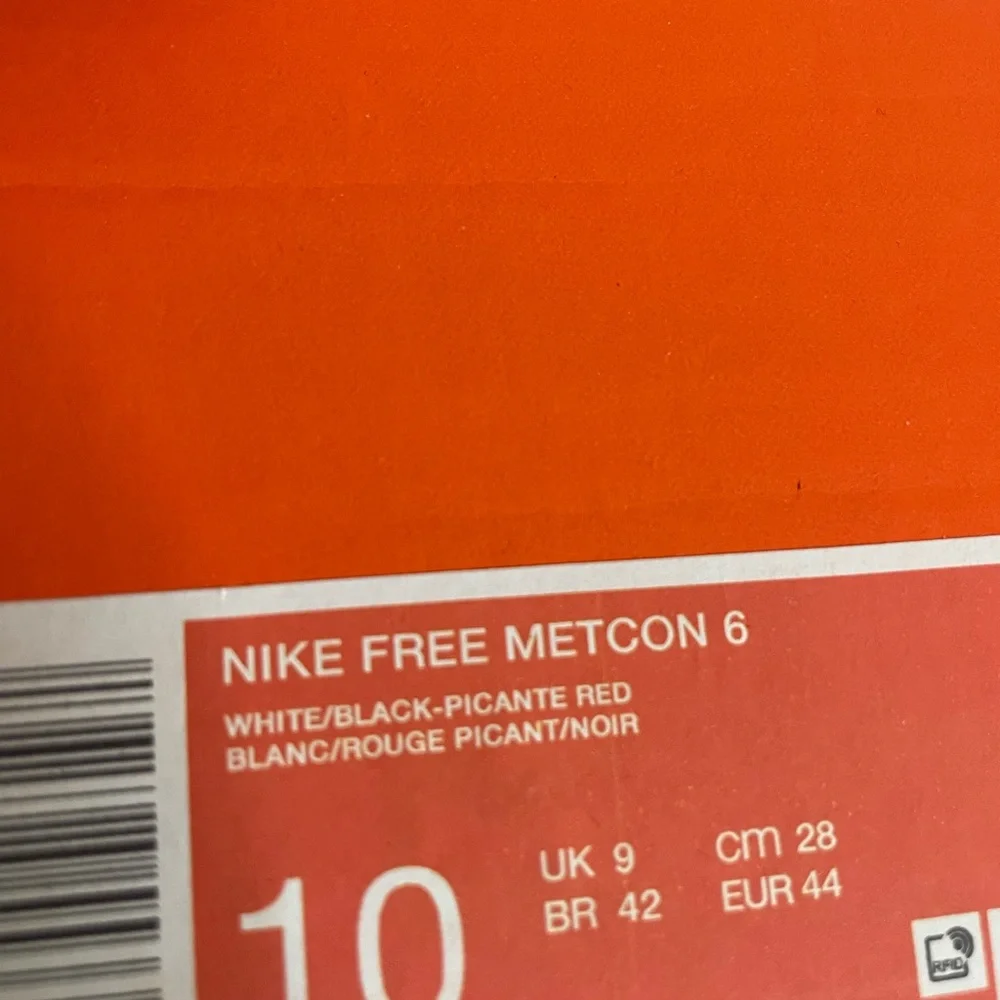 NIKE FREE METCON 6
WHITE/BLACK-PICANTE RED
BLANC/ROUGE PICANT/NOIR
10
UK 9
cm 28
BR 42
EUR 44
RFID